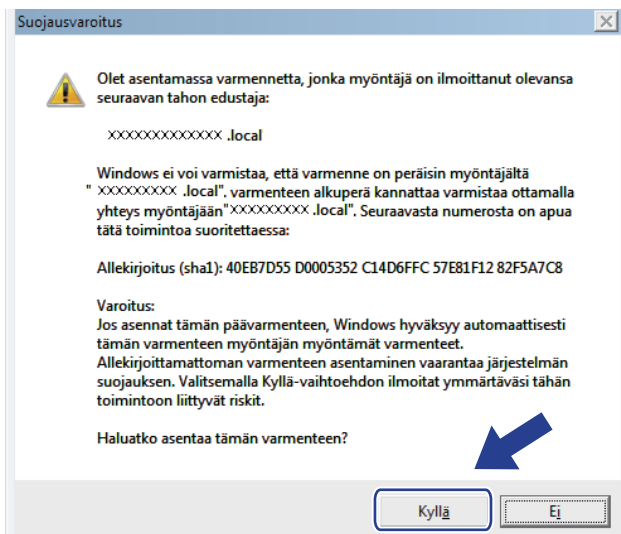 Suojausvaroitus
Olet asentamassa varmennetta, jonka myöntäjä on ilmoittanut olevansa
seuraavan tahon edustaja:
XXXXXXXXXXXXX .local
Windows ei voi varmistaa, että varmenne on peräisin myöntäjältä
" XXXXXXXXX .local". varmenteen alkuperä kannattaa varmistaa ottamalla
yhteys myöntäjään"XXXXXXXXX .local". Seuraavasta numerosta on apua
tätä toimintoa suoritettaessa:
Allekirjoitus (sha1): 40EB7D55 D0005352 C14D6FFC 57E81F12 82F5A7C8
Varoitus:
Jos asennat tämän päävarmenteen, Windows hyväksyy automaattisesti
tämän varmenteen myöntäjän myöntämät varmenteet.
Allekirjoittamattoman varmenteen asentaminen vaarantaa järjestelmän
suojauksen. Valitsemalla Kyllä-vaihtoehdon ilmoitat ymmärtäväsi tähän
toimintoon liittyvät riskit.
Haluatko asentaa tämän varmenteen?
Kyllä
Ei